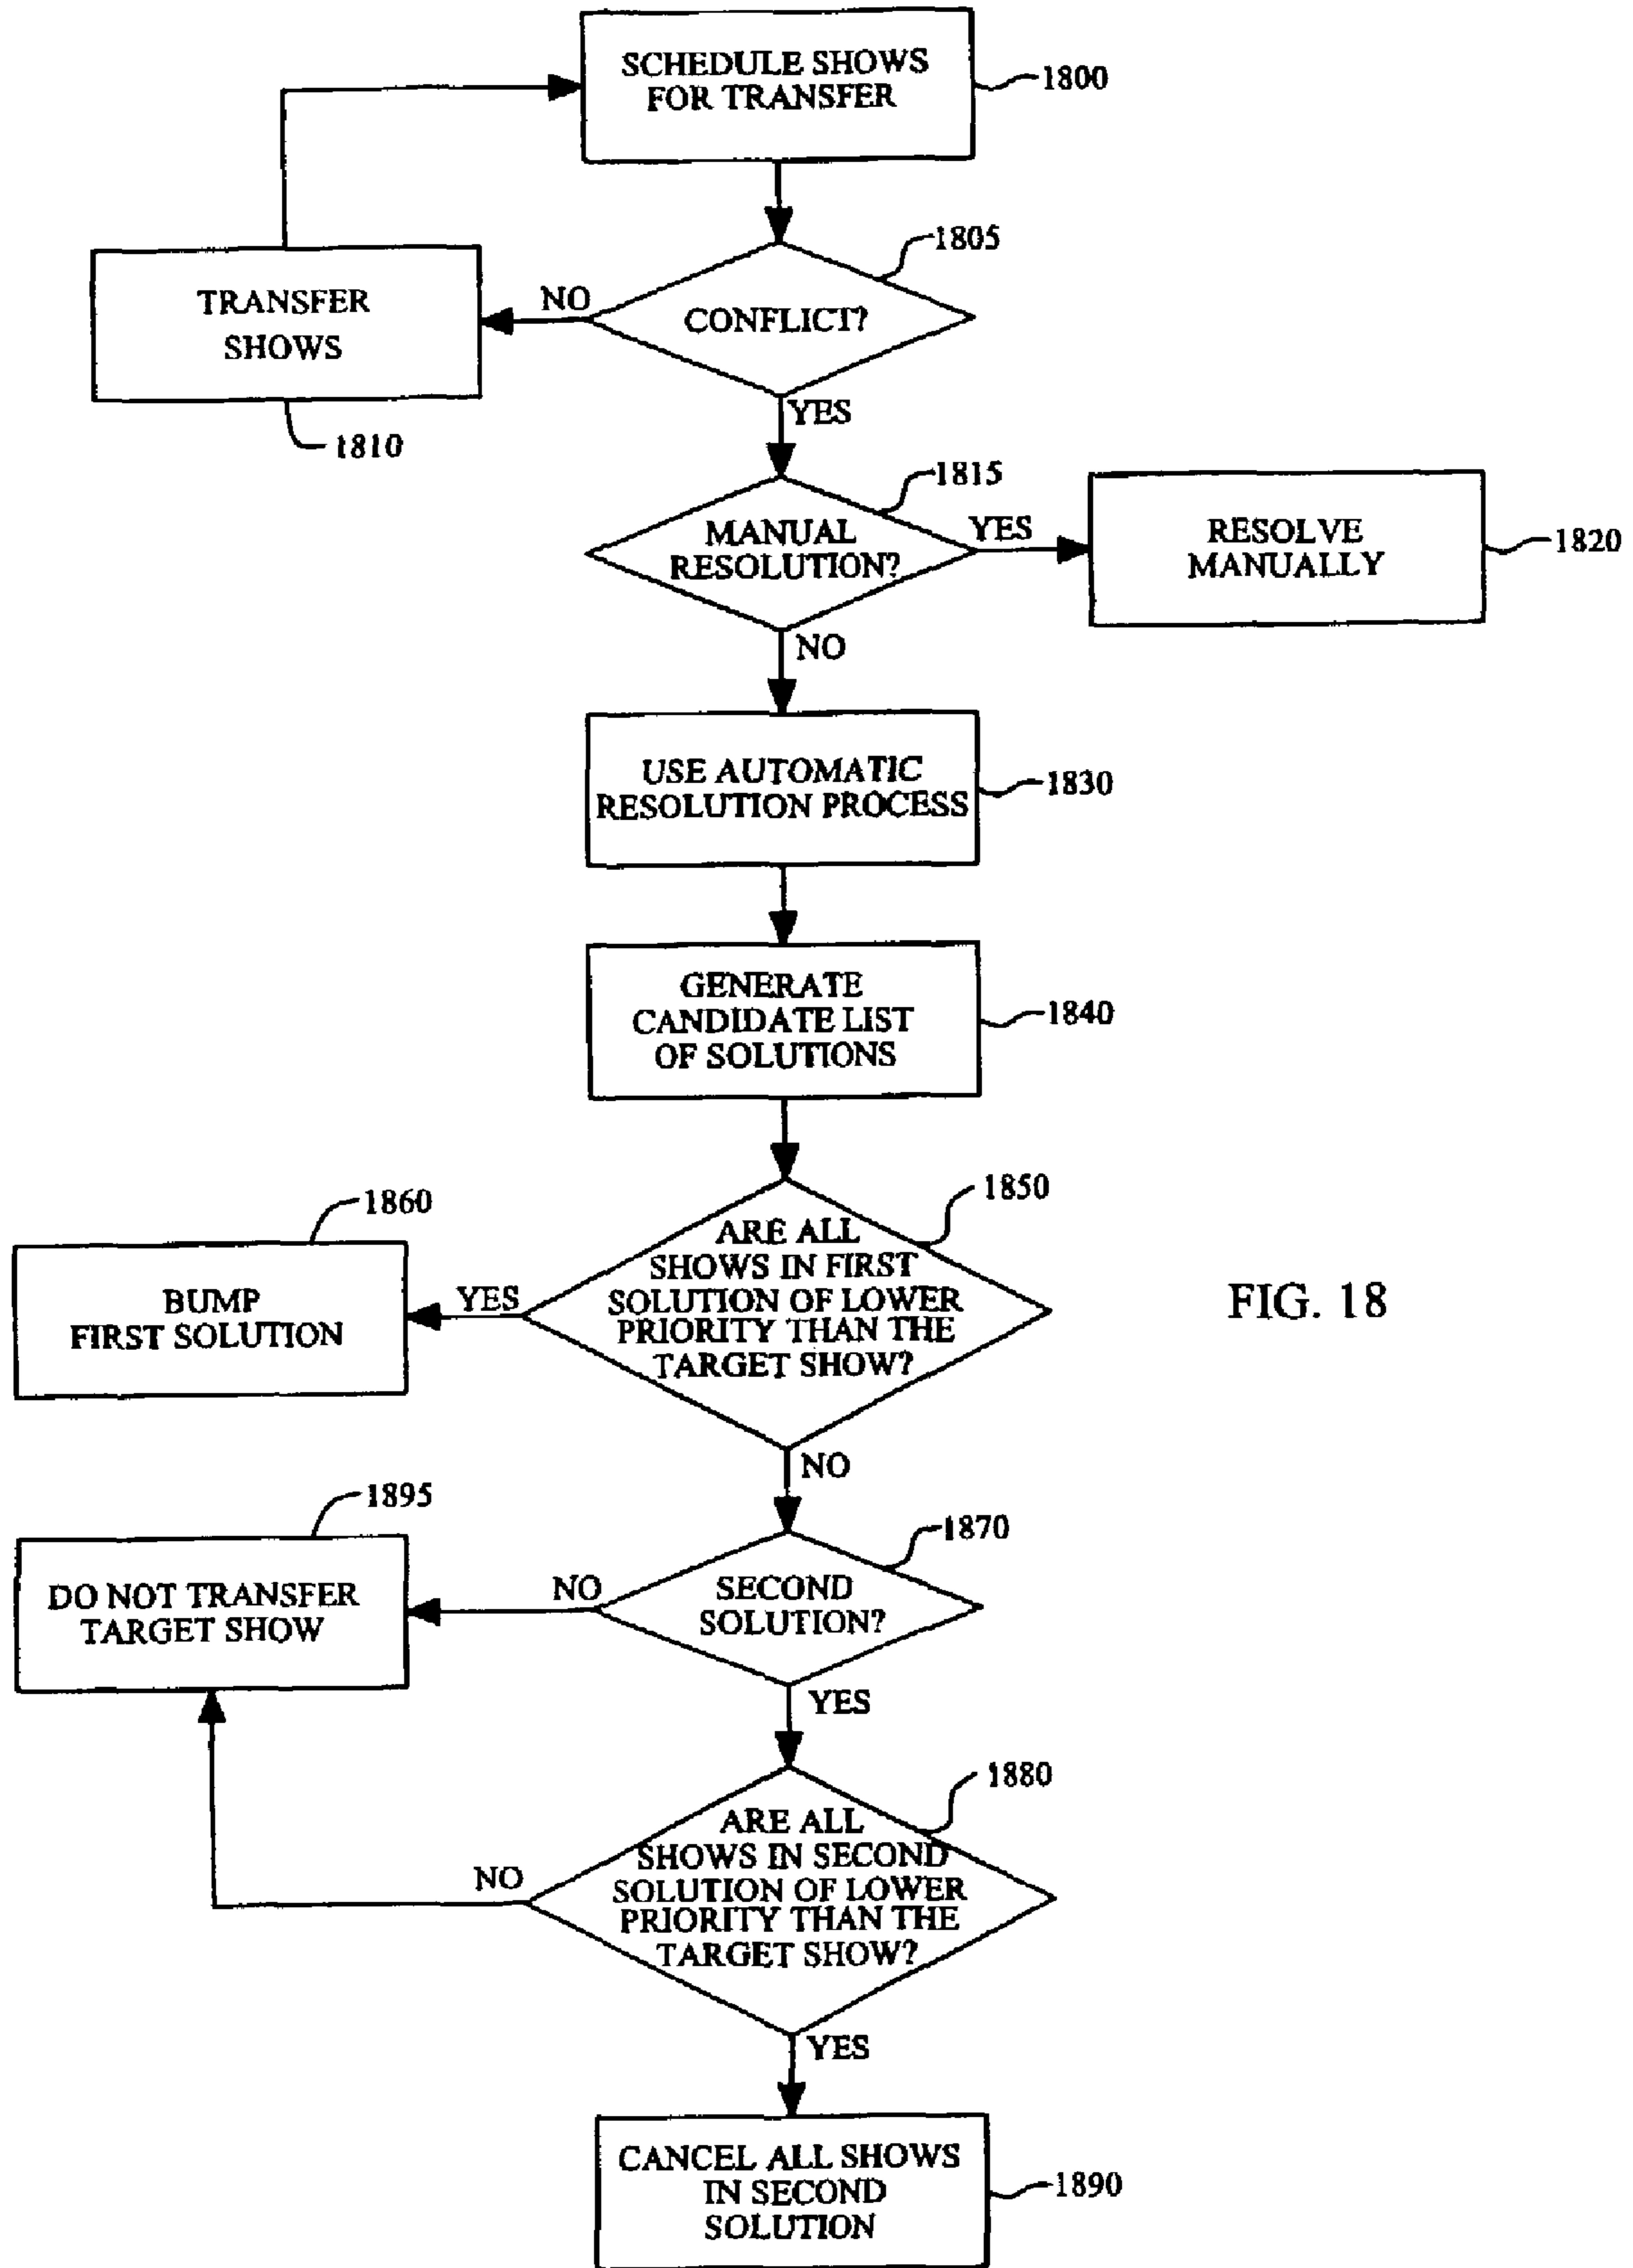 SCHEDULE SHOWS
FOR TRANSFER
1800
1805
CONFLICT?
NO
TRANSFER
SHOWS
1810
YES
1815
MANUAL
RESOLUTION?
YES
RESOLVE
MANUALLY
1820
NO
USE AUTOMATIC
RESOLUTION PROCESS
1830
GENERATE
CANDIDATE LIST
OF SOLUTIONS
1840
1850
ARE ALL
SHOWS IN FIRST
SOLUTION OF LOWER
PRIORITY THAN THE
TARGET SHOW?
YES
1860
BUMP
FIRST SOLUTION
FIG. 18
NO
1870
SECOND
SOLUTION?
NO
1895
DO NOT TRANSFER
TARGET SHOW
YES
1880
ARE ALL
SHOWS IN SECOND
SOLUTION OF LOWER
PRIORITY THAN THE
TARGET SHOW?
NO
YES
CANCEL ALL SHOWS
IN SECOND
SOLUTION
1890